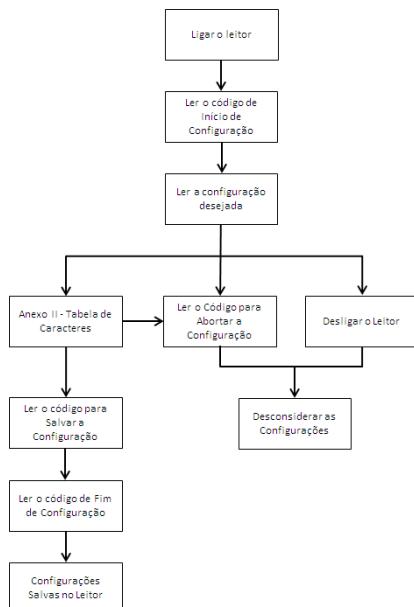 Ligar o leitor
Ler o código de
Início de
Configuração
Ler a configuração
desejada
Anexo II - Tabela de
Caracteres
Ler o Código para
Abortar a
Configuração
Desligar o Leitor
Ler o código para
Salvar a
Configuração
Desconsiderar as
Configurações
Ler o código de Fim
de Configuração
Configurações
Salvas no Leitor